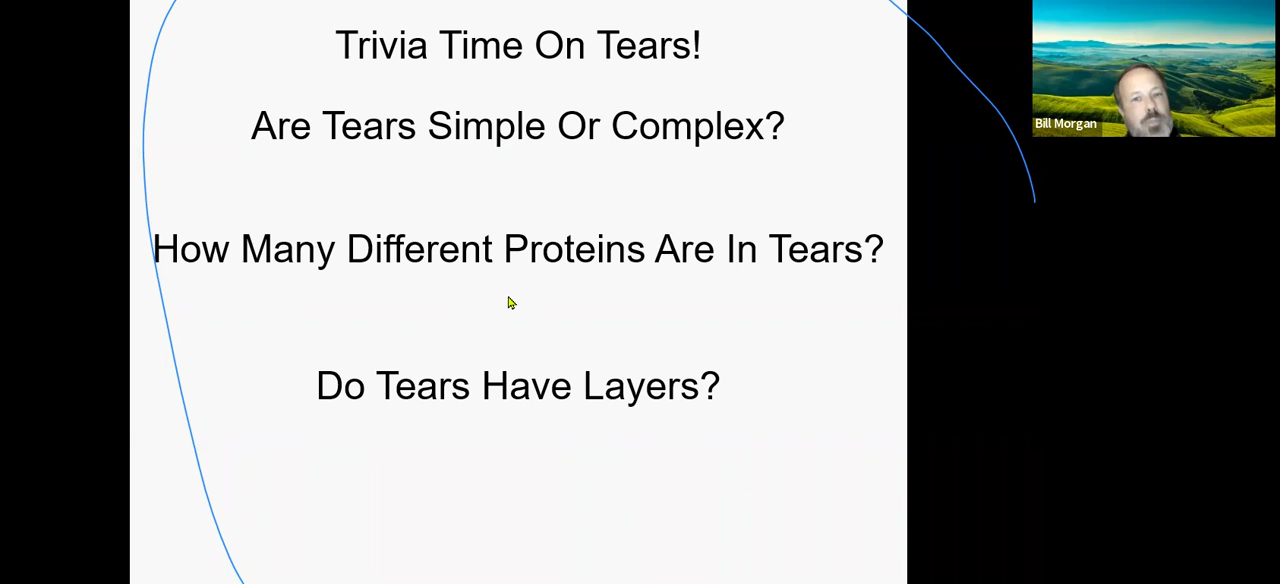 Trivia Time On Tears!
Are Tears Simple Or Complex?
How Many Different Proteins Are In Tears?
Do Tears Have Layers?
Bill Morgan